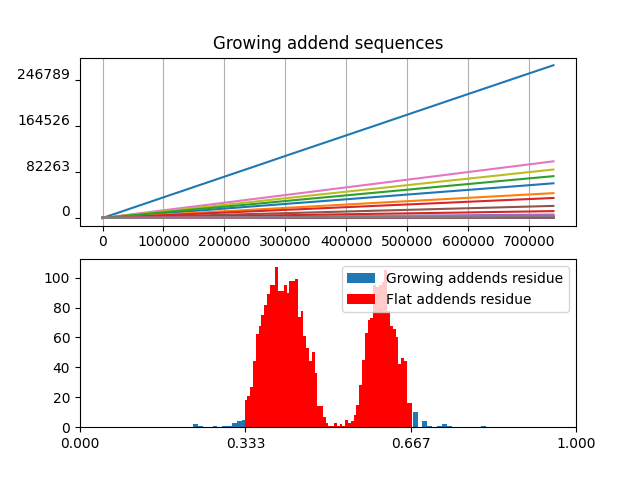 Growing addend sequences
246789
164526
82263
0
0 100000 200000 300000 400000 500000 600000 700000
100
80
60
40
20
0
Growing addends residue
Flat addends residue
0.000 0.333 0.667 1.000